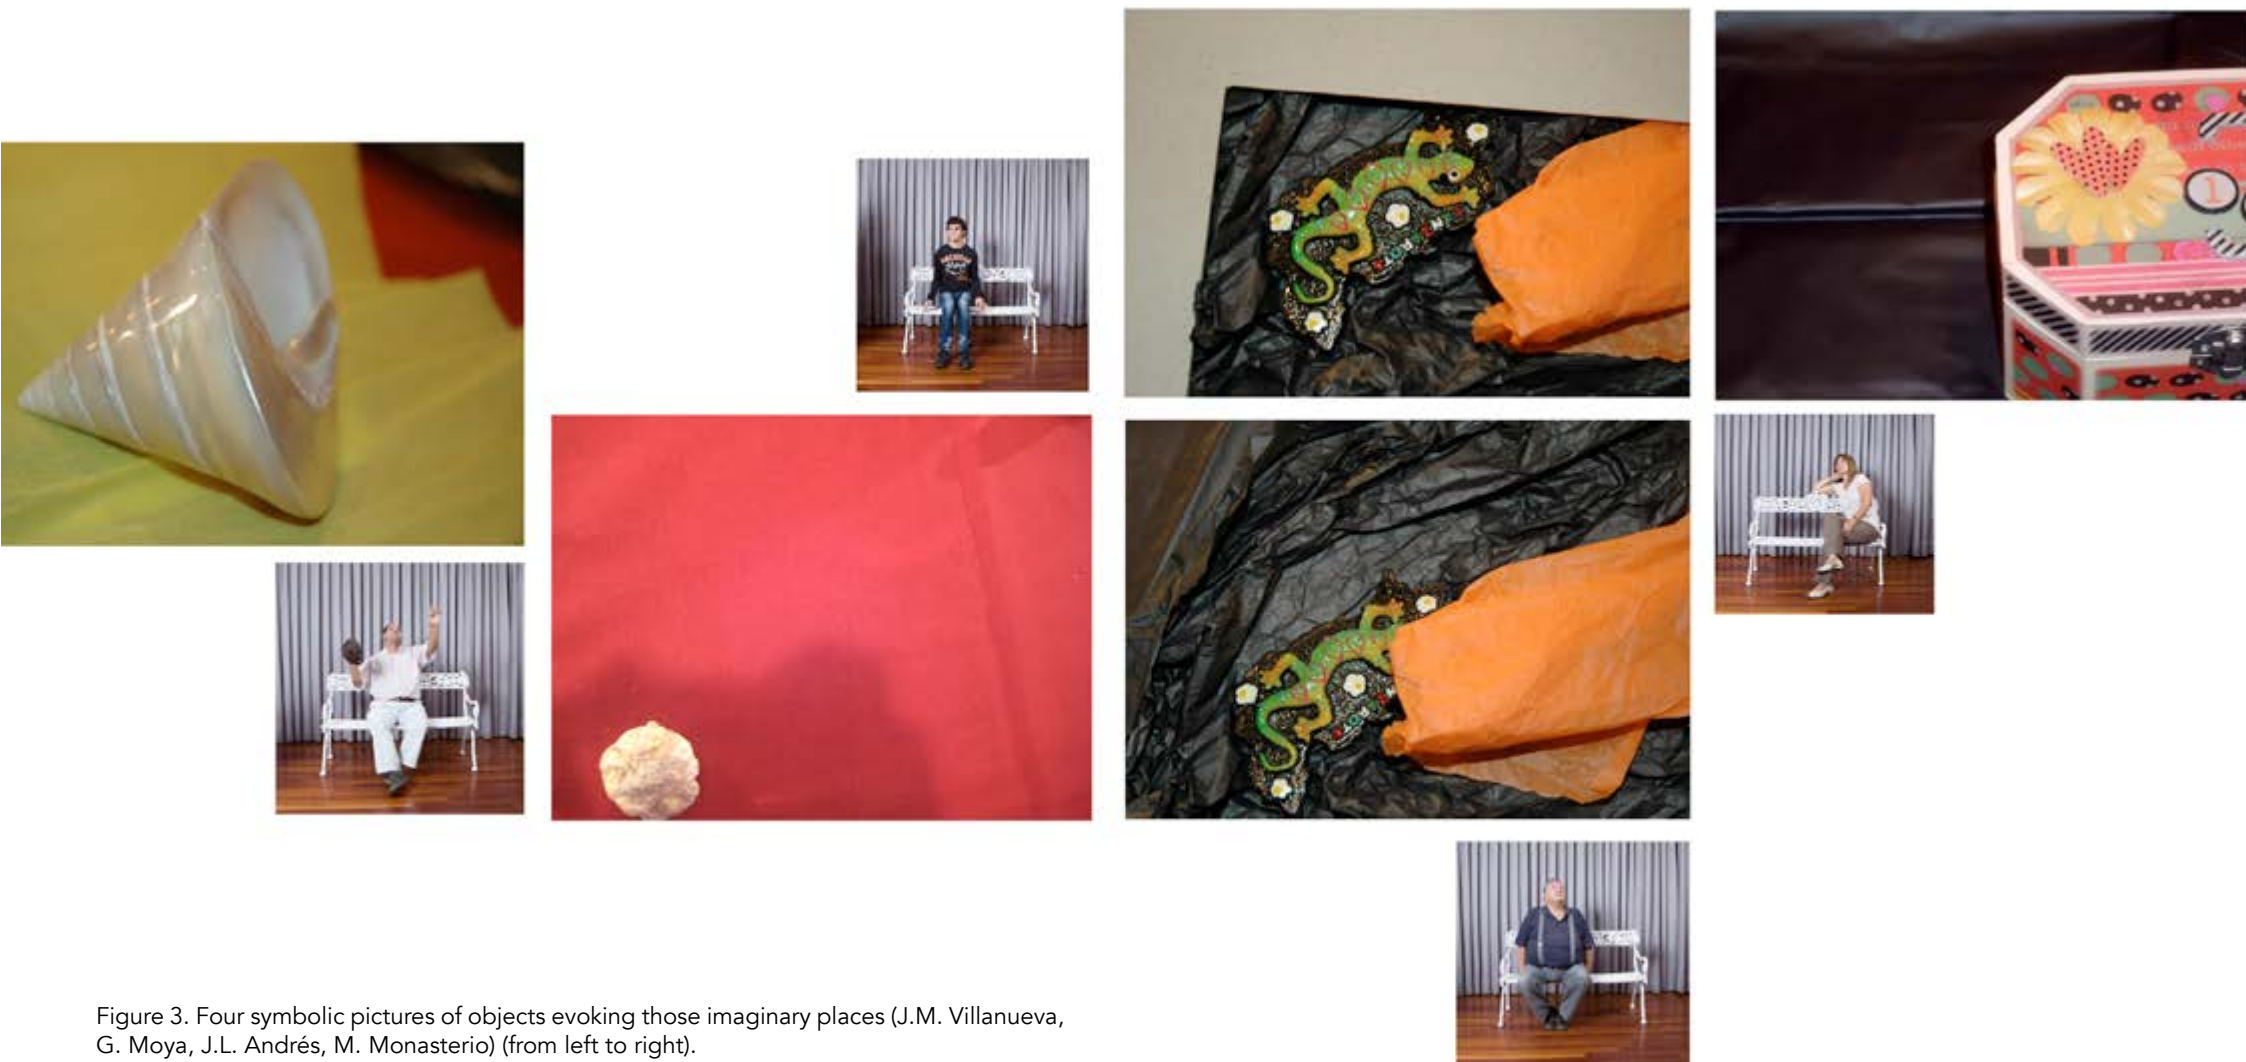 1
Figure 3. Four symbolic pictures of objects evoking those imaginary places (J.M. Villanueva,
G. Moya, J.L. Andrés, M. Monasterio) (from left to right).